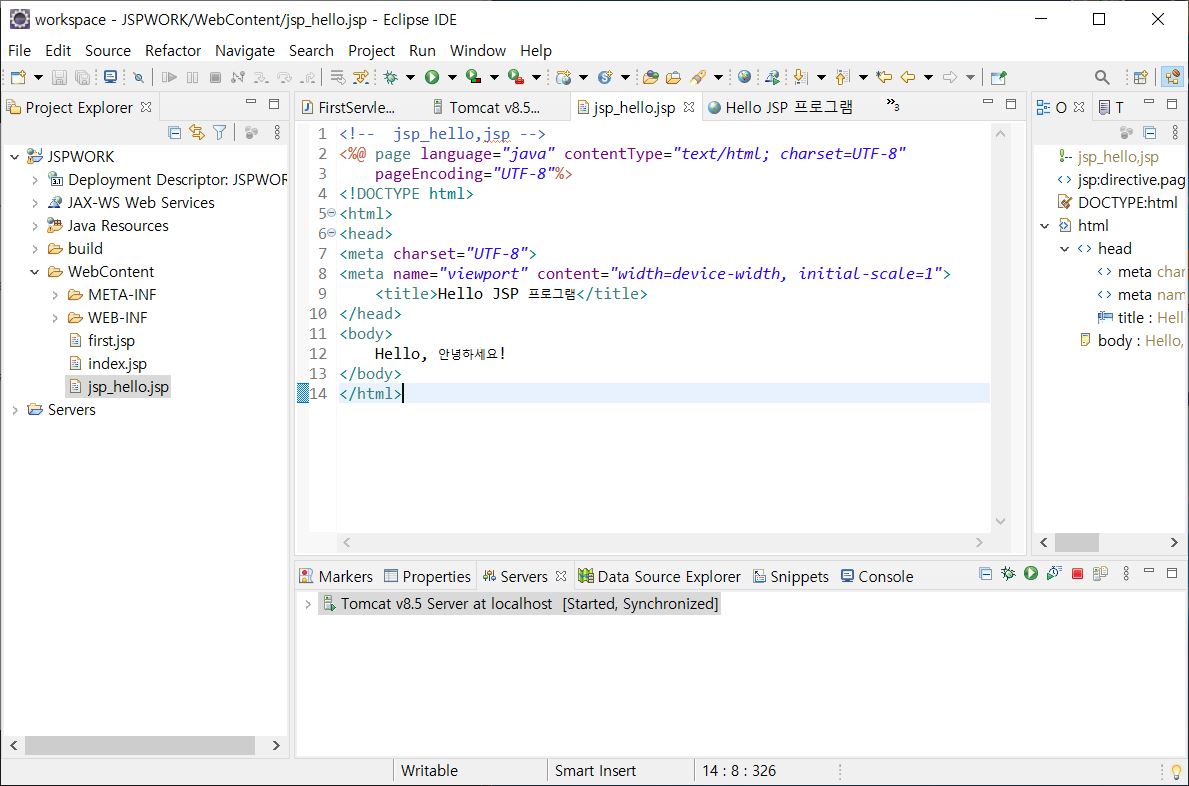 workspace - JSPWORK/WebContent/jsp_hello.jsp - Eclipse IDE
File Edit Source Refactor Navigate Search Project Run Window Help
Project Explorer
JSPWORK
Deployment Descriptor: JSPWOR
JAX-WS Web Services
Java Resources
build
WebContent
META-INF
WEB-INF
first.jsp
index.jsp
jsp_hello.jsp
Servers
FirstServle... Tomcat v8.5... jsp_hello.jsp Hello JSP 프로그램 »3
1 <!--  jsp_hello,jsp -->
2 <%@ page language="java" contentType="text/html; charset=UTF-8"
3     pageEncoding="UTF-8"%>
4 <!DOCTYPE html>
5 <html>
6 <head>
7 <meta charset="UTF-8">
8 <meta name="viewport" content="width=device-width, initial-scale=1">
9     <title>Hello JSP 프로그램</title>
10 </head>
11 <body>
12     Hello, 안녕하세요!
13 </body>
14 </html>
O T
jsp_hello,jsp
jsp:directive.pag
DOCTYPE:html
html
head
meta char
meta nam
title : Hell
body : Hello,
Markers Properties Servers Data Source Explorer Snippets Console
Tomcat v8.5 Server at localhost [Started, Synchronized]
Writable Smart Insert 14 : 8 : 326